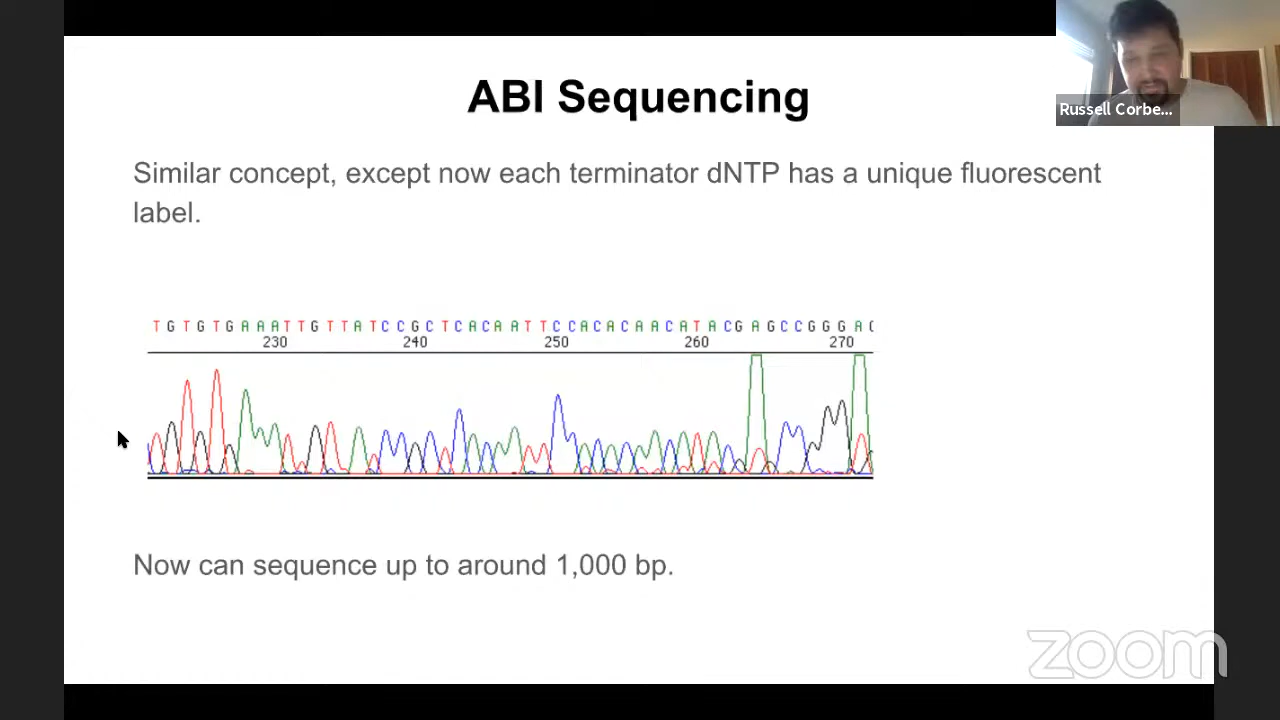 ABI Sequencing
Russell Corbe...
Similar concept, except now each terminator dNTP has a unique fluorescent
label.
T G T G T G A A A T T G T T A T C C G C T C A C A A T T C C A C A C A A C A T A C G A G C C G G G A C
230 240 250 260 270
Now can sequence up to around 1,000 bp.
zoom